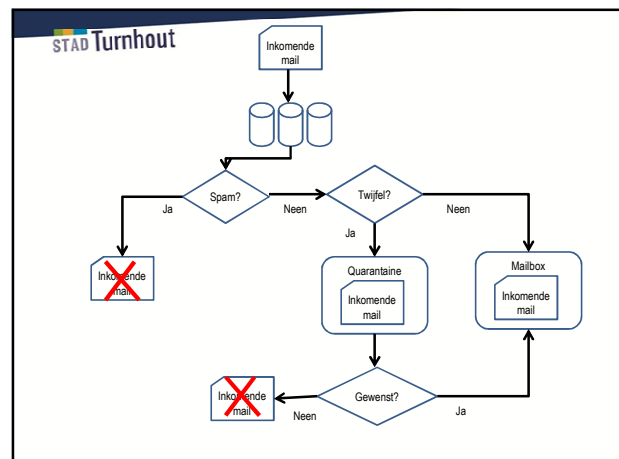 STAD Turnhout
Inkomende
mail
Spam?
Twijfel?
Ja
Neen
Neen
Ja
Inkomende
mail
Quarantaine
Inkomende
mail
Mailbox
Inkomende
mail
Gewenst?
Inkomende
mail
Neen
Ja